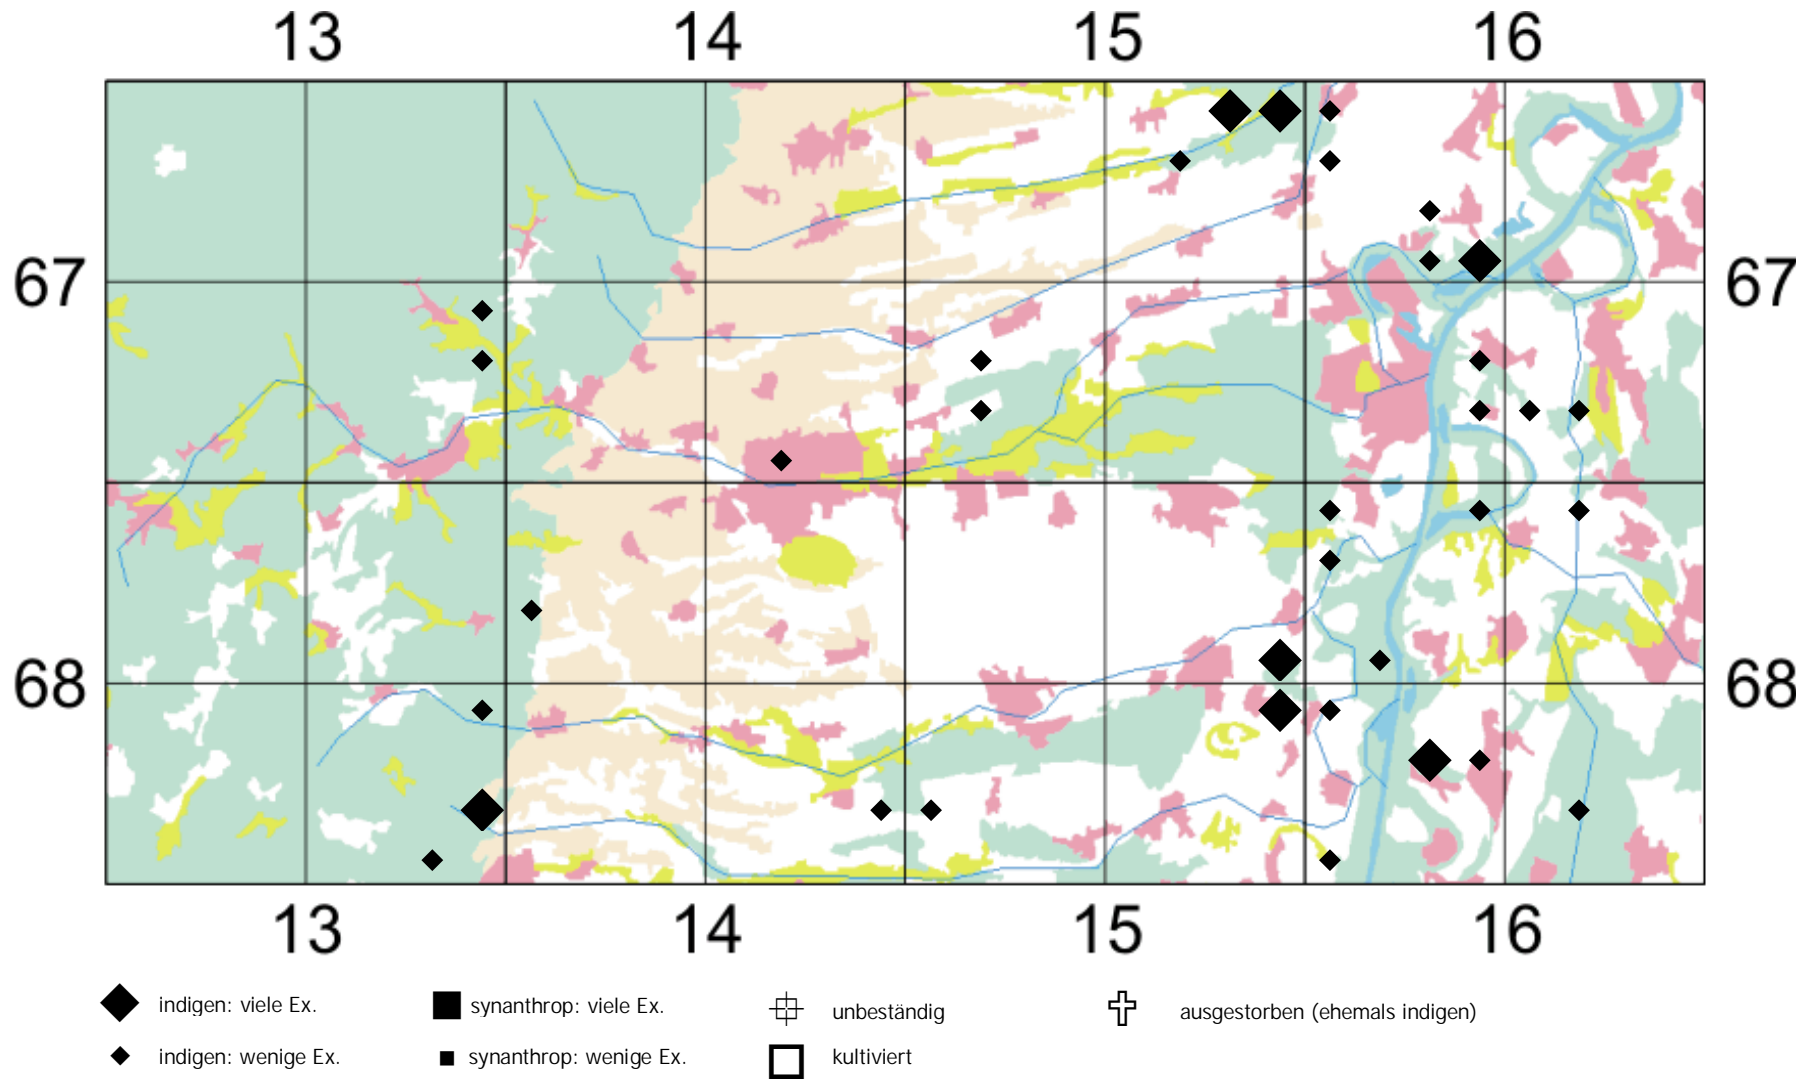 13 14 15 16
67 67
68 68
13 14 15 16
indigen: viele Ex. synanthrop: viele Ex. unbeständig ausgestorben (ehemals indigen)
indigen: wenige Ex. synanthrop: wenige Ex. kultiviert